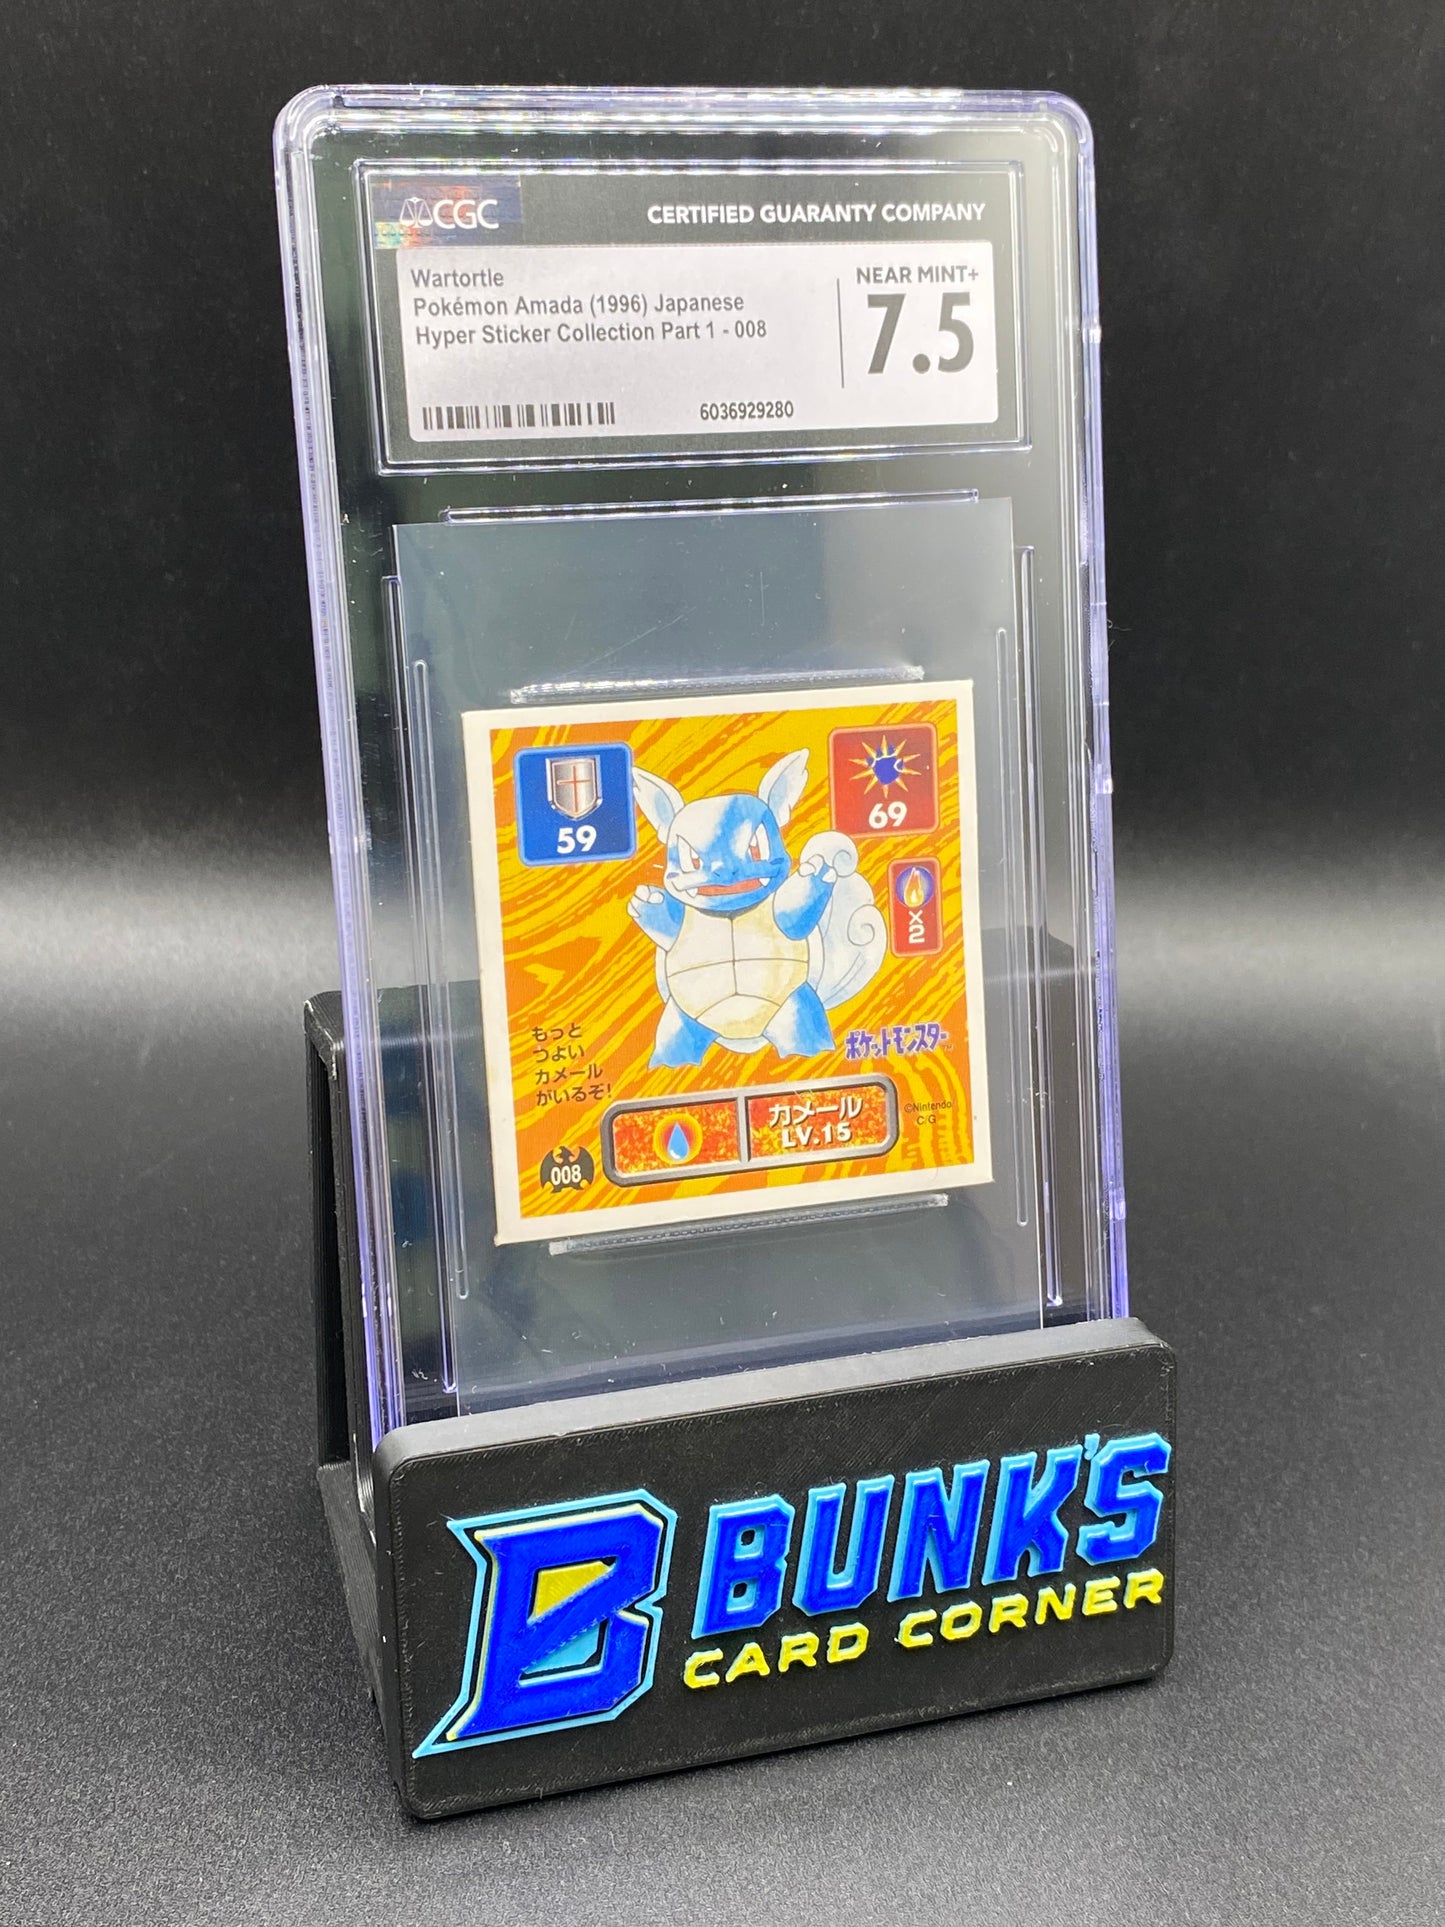 CGC
CERTIFIED GUARANTY COMPANY
Wartortle
Pokémon Amada (1996) Japanese
Hyper Sticker Collection Part 1 - 008
NEAR MINT+
7.5
6036929280
59
69
X
2
もっと
つよい
カメール
がいるぞ!
ポケットモンスター
TM
カメール
LV.15
©Nintendo
C/G
008
B
BUNK'S
CARD CORNER